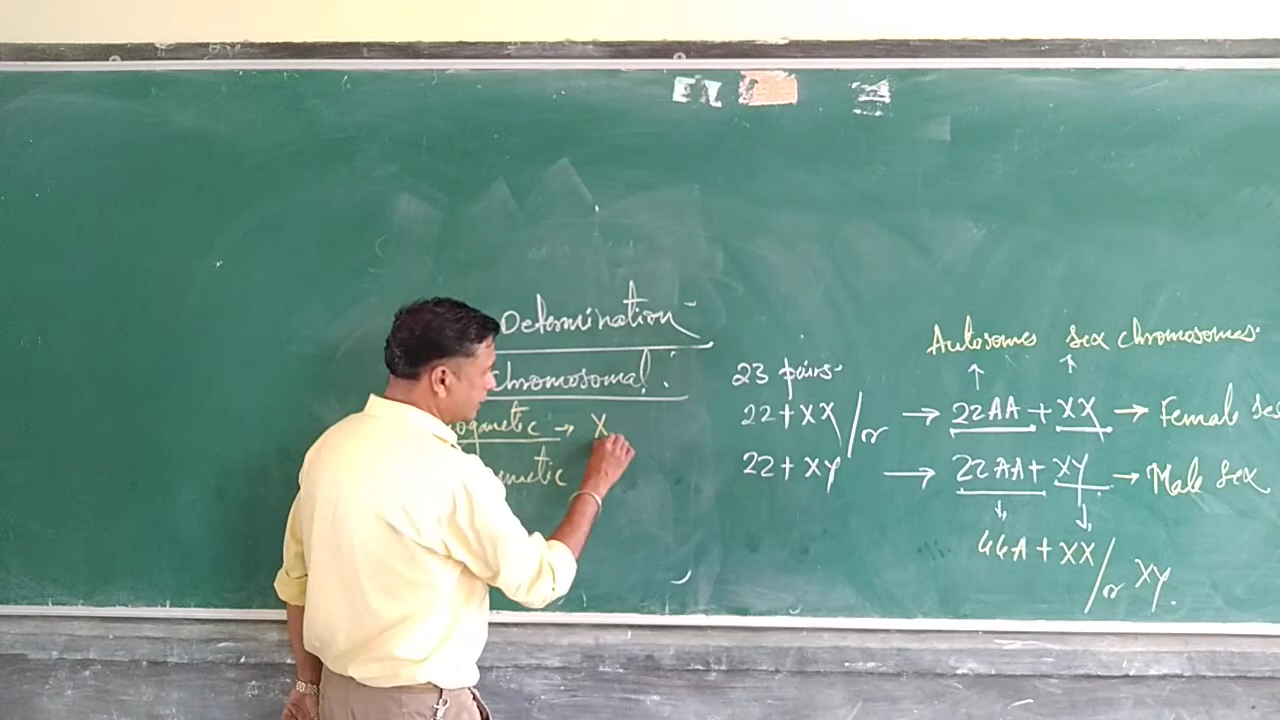 Determination
Chromosomal :
ogametic → X
metic
23 pairs.
22 + XX / or
22 + XY
Autosomes sex chromosomes.
↑ ↑
→ 22AA + XX → Female Sex
→ 22AA + XY → Male Sex
↓ ↓
44A + XX / or XY.